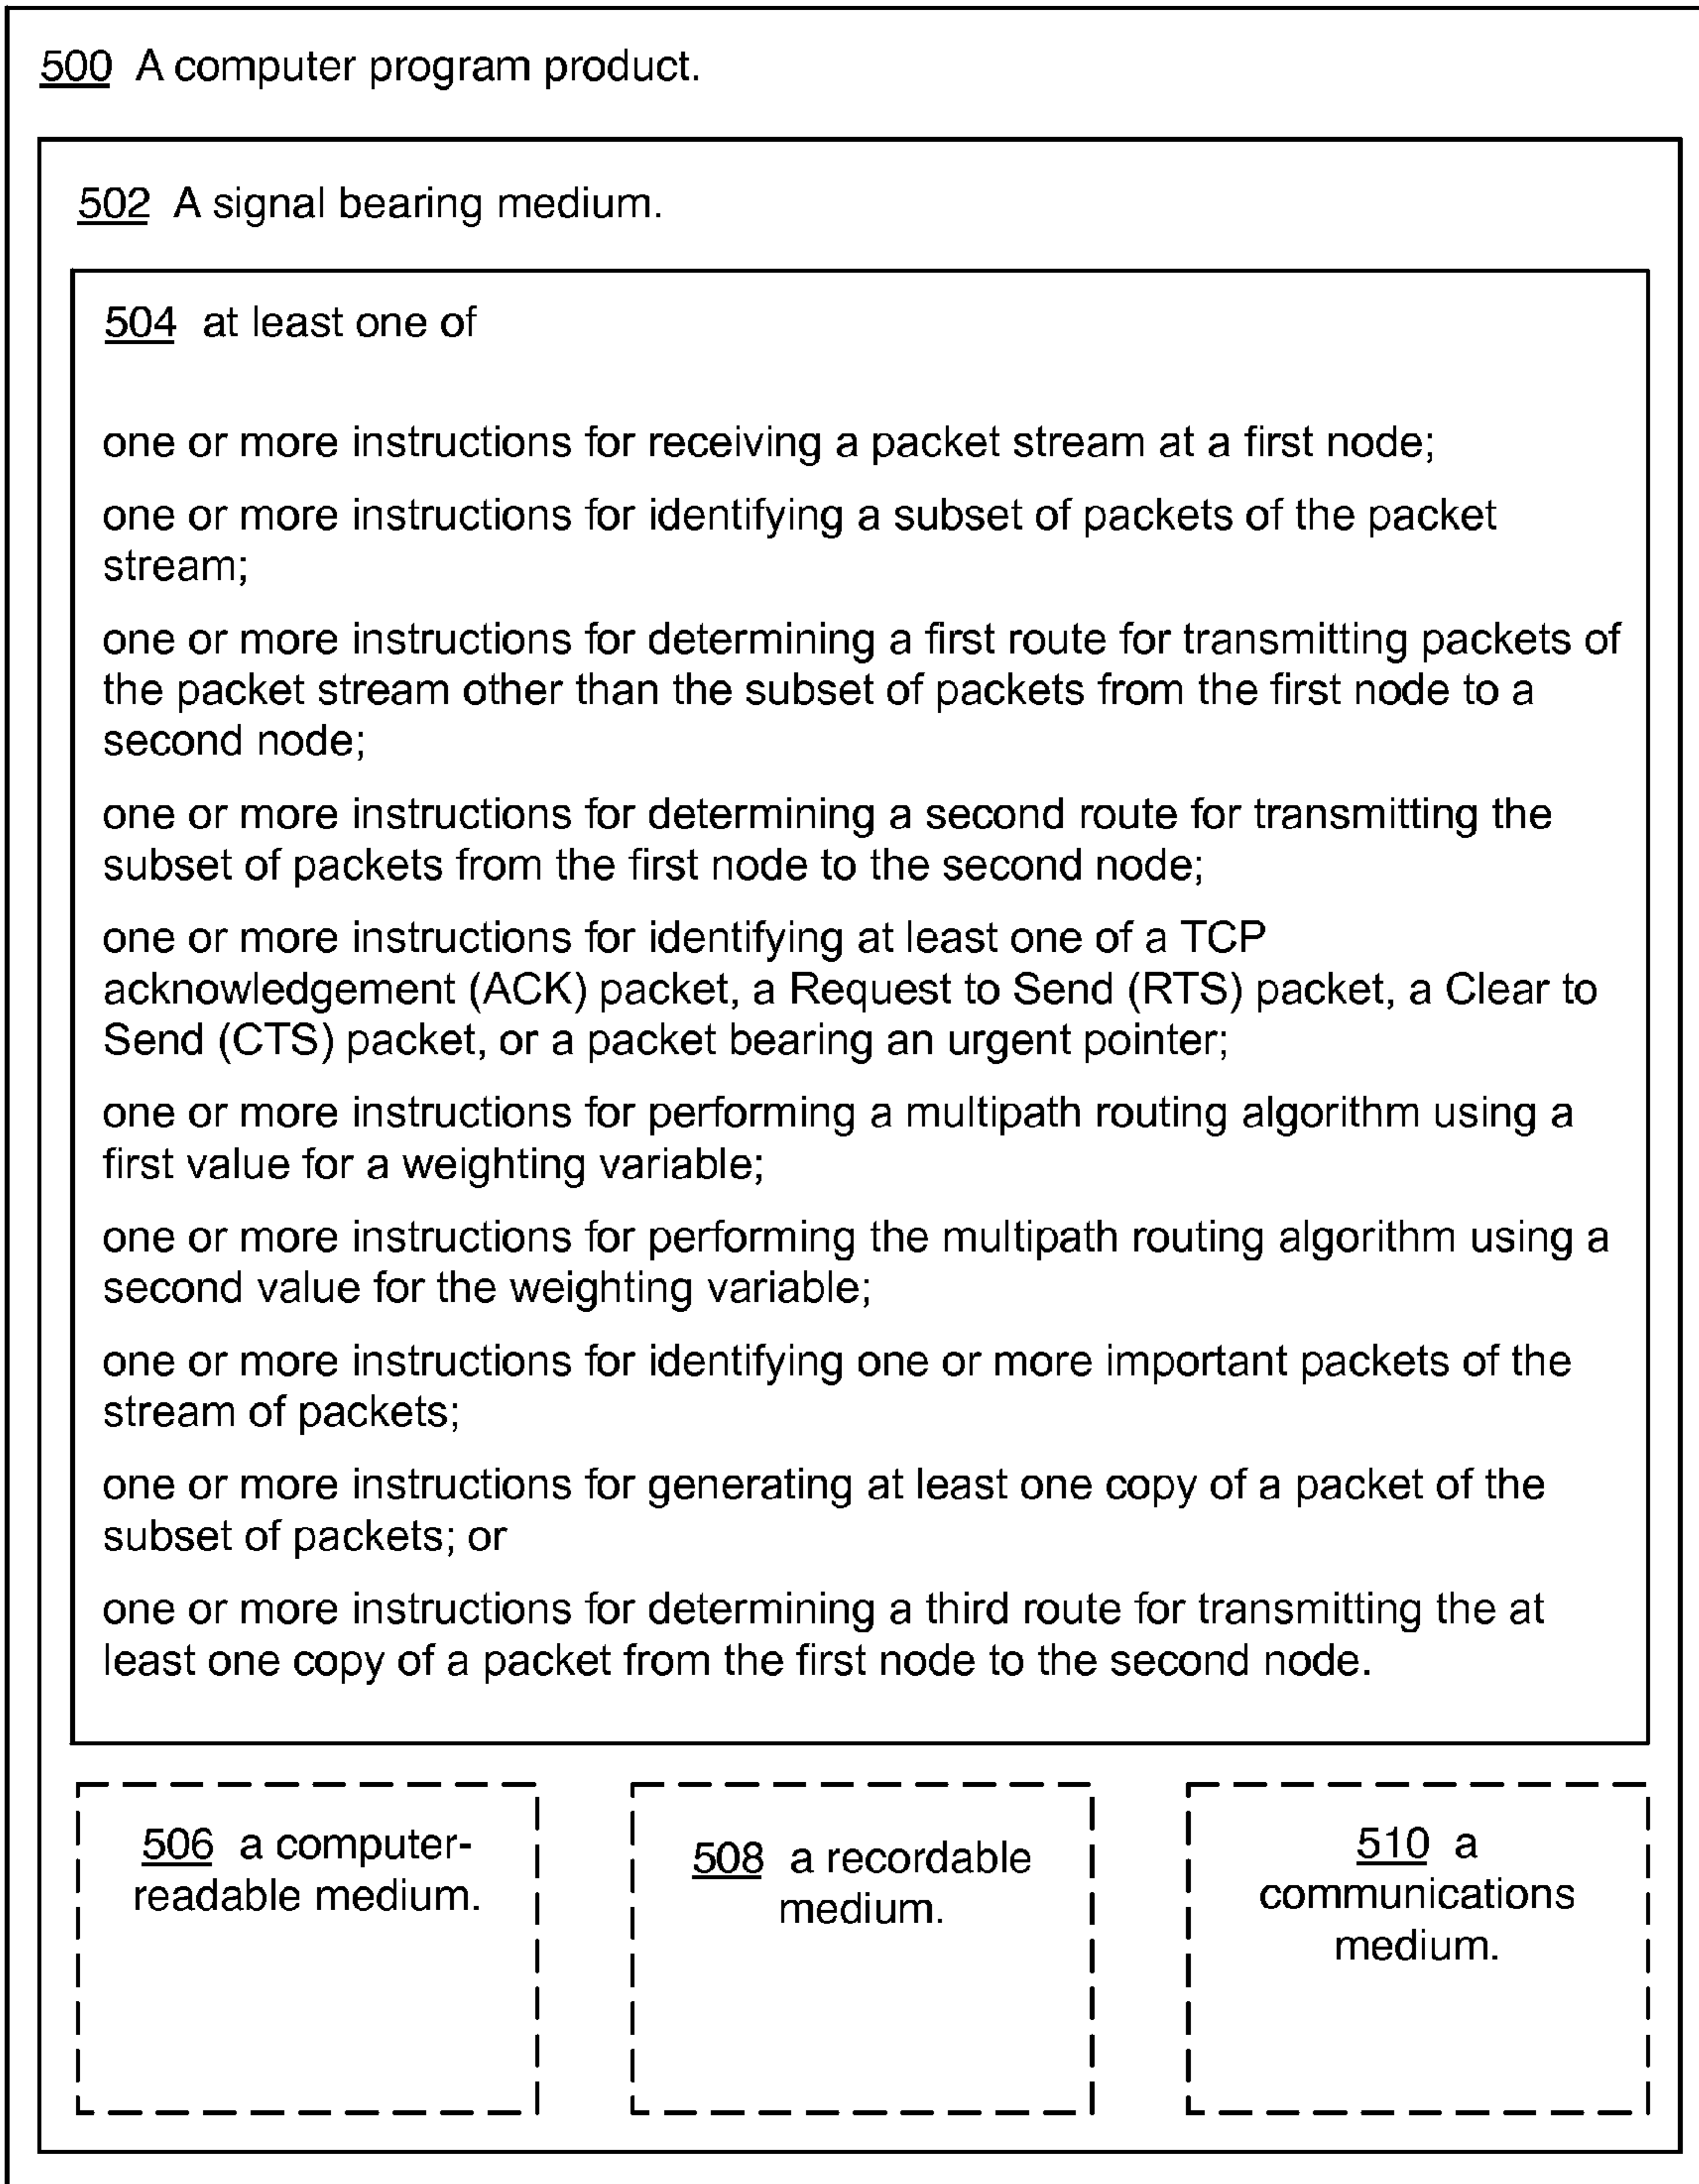 500 A computer program product.
502 A signal bearing medium.
504 at least one of
one or more instructions for receiving a packet stream at a first node;
one or more instructions for identifying a subset of packets of the packet
stream;
one or more instructions for determining a first route for transmitting packets of
the packet stream other than the subset of packets from the first node to a
second node;
one or more instructions for determining a second route for transmitting the
subset of packets from the first node to the second node;
one or more instructions for identifying at least one of a TCP
acknowledgement (ACK) packet, a Request to Send (RTS) packet, a Clear to
Send (CTS) packet, or a packet bearing an urgent pointer;
one or more instructions for performing a multipath routing algorithm using a
first value for a weighting variable;
one or more instructions for performing the multipath routing algorithm using a
second value for the weighting variable;
one or more instructions for identifying one or more important packets of the
stream of packets;
one or more instructions for generating at least one copy of a packet of the
subset of packets; or
one or more instructions for determining a third route for transmitting the at
least one copy of a packet from the first node to the second node.
506 a computer-
readable medium.
508 a recordable
medium.
510 a
communications
medium.